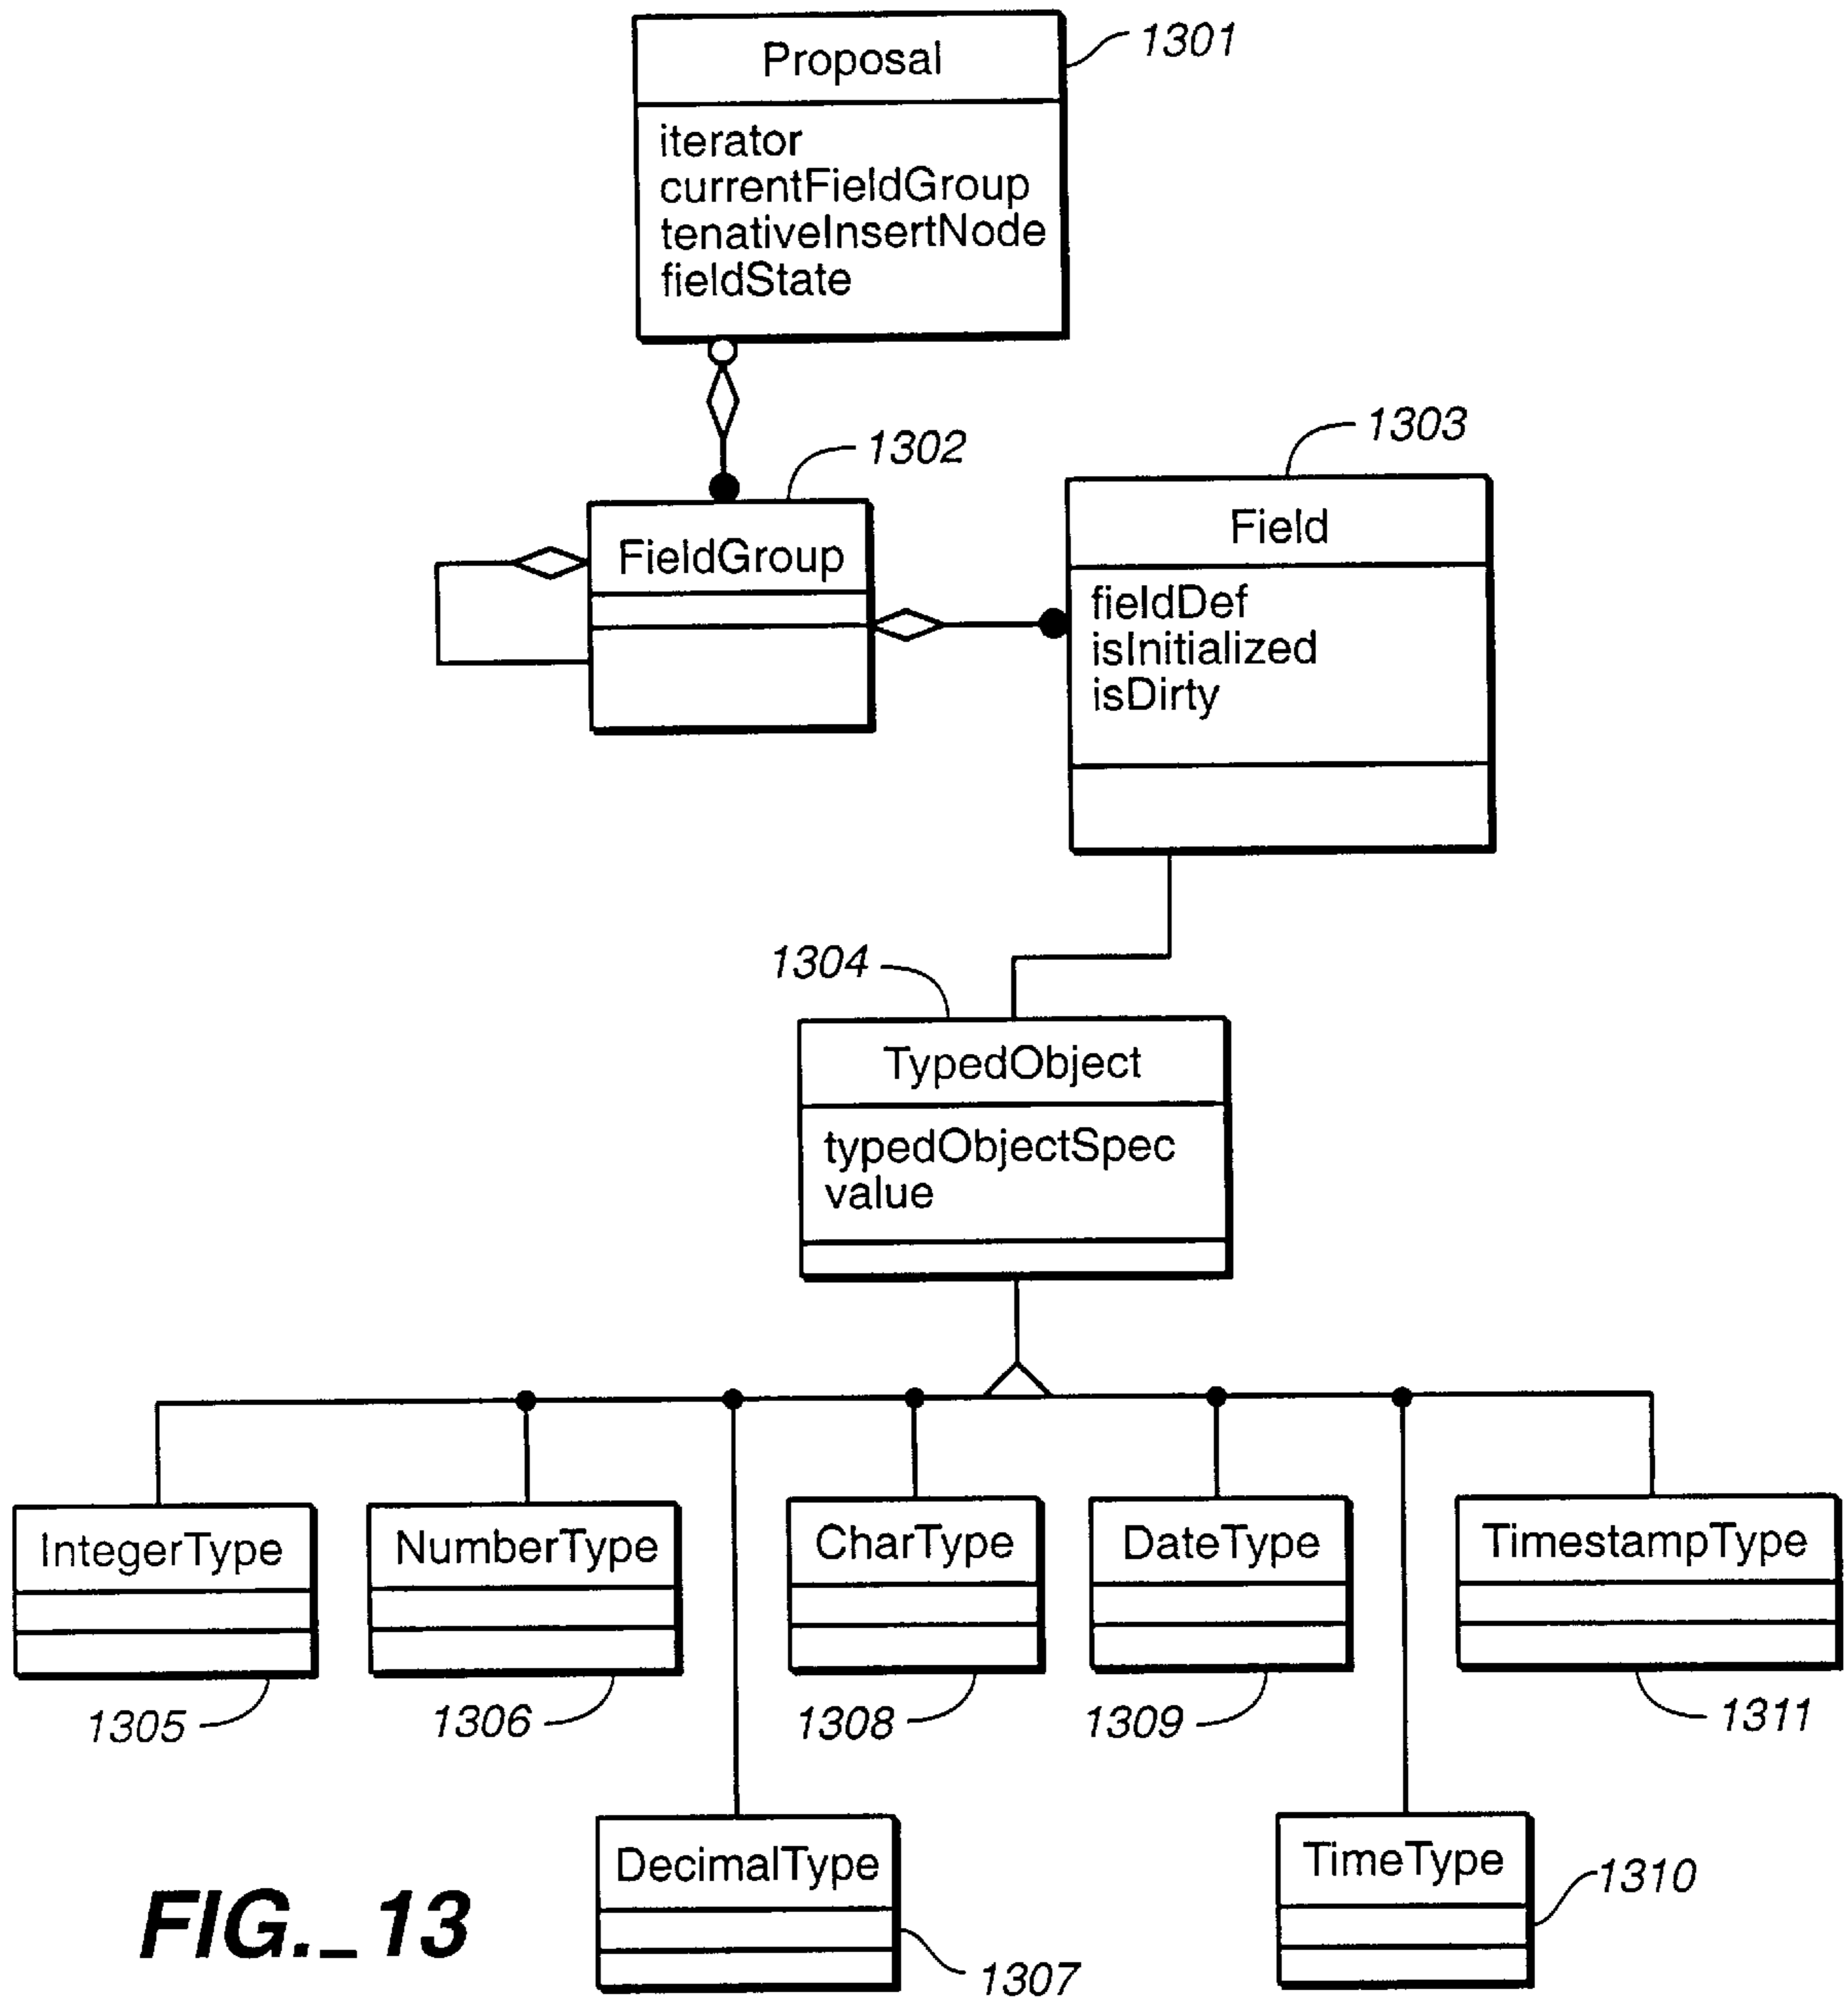 Proposal
1301
iterator
currentFieldGroup
tenativeInsertNode
fieldState
1302
1303
FieldGroup
Field
fieldDef
isInitialized
isDirty
1304
TypedObject
typedObjectSpec
value
IntegerType
NumberType
CharType
DateType
TimestampType
1305
1306
1308
1309
1311
DecimalType
TimeType
1310
1307
FIG._13